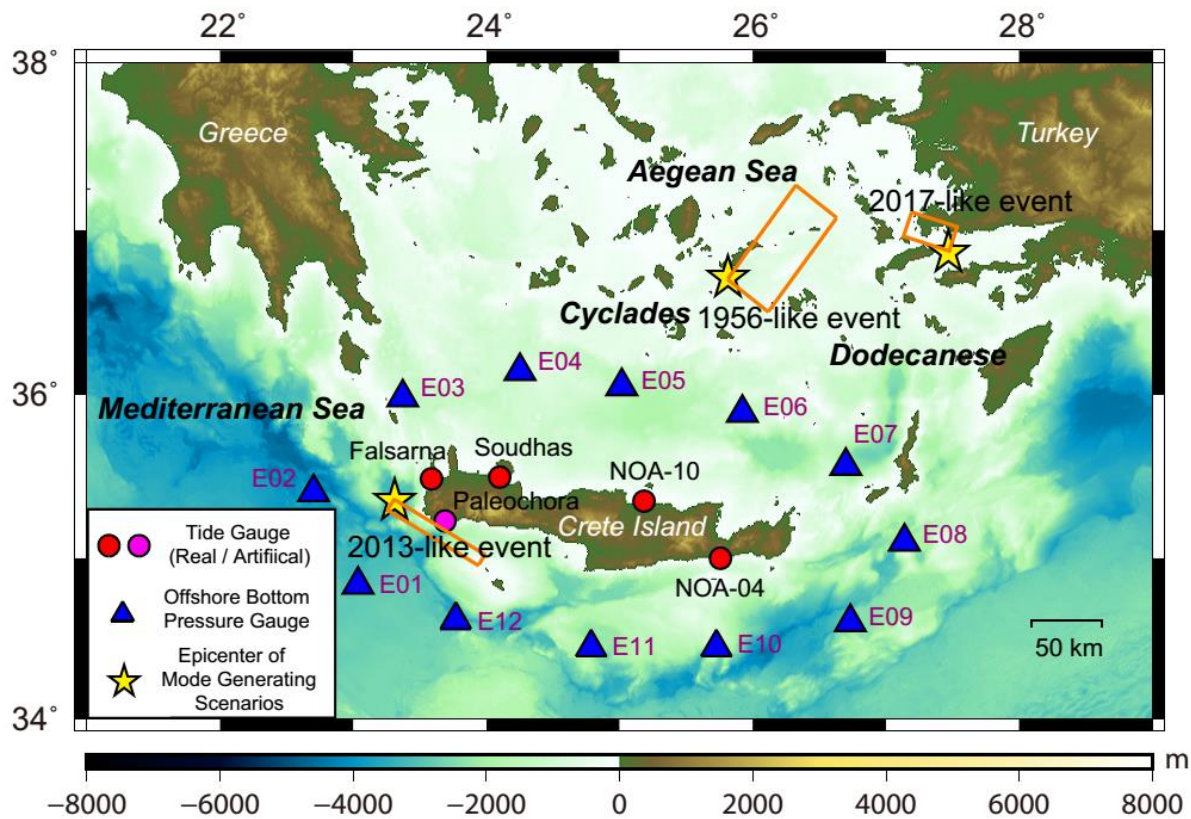 22° 24° 26° 28°
38°
Greece
Turkey
Aegean Sea
2017-like event
Cyclades 1956-like event
Dodecanese
36°
E04
E03
E05
E06
Mediterranean Sea
E07
Falsarna
Soudhas
NOA-10
E02
Paleochora
Crete Island
2013-like event
E08
NOA-04
E01
E12
E09
E11
E10
50 km
Tide Gauge
(Real / Artifiical)
Offshore Bottom
Pressure Gauge
Epicenter of
Mode Generating
Scenarios
34°
m
−8000 −6000 −4000 −2000 0 2000 4000 6000 8000